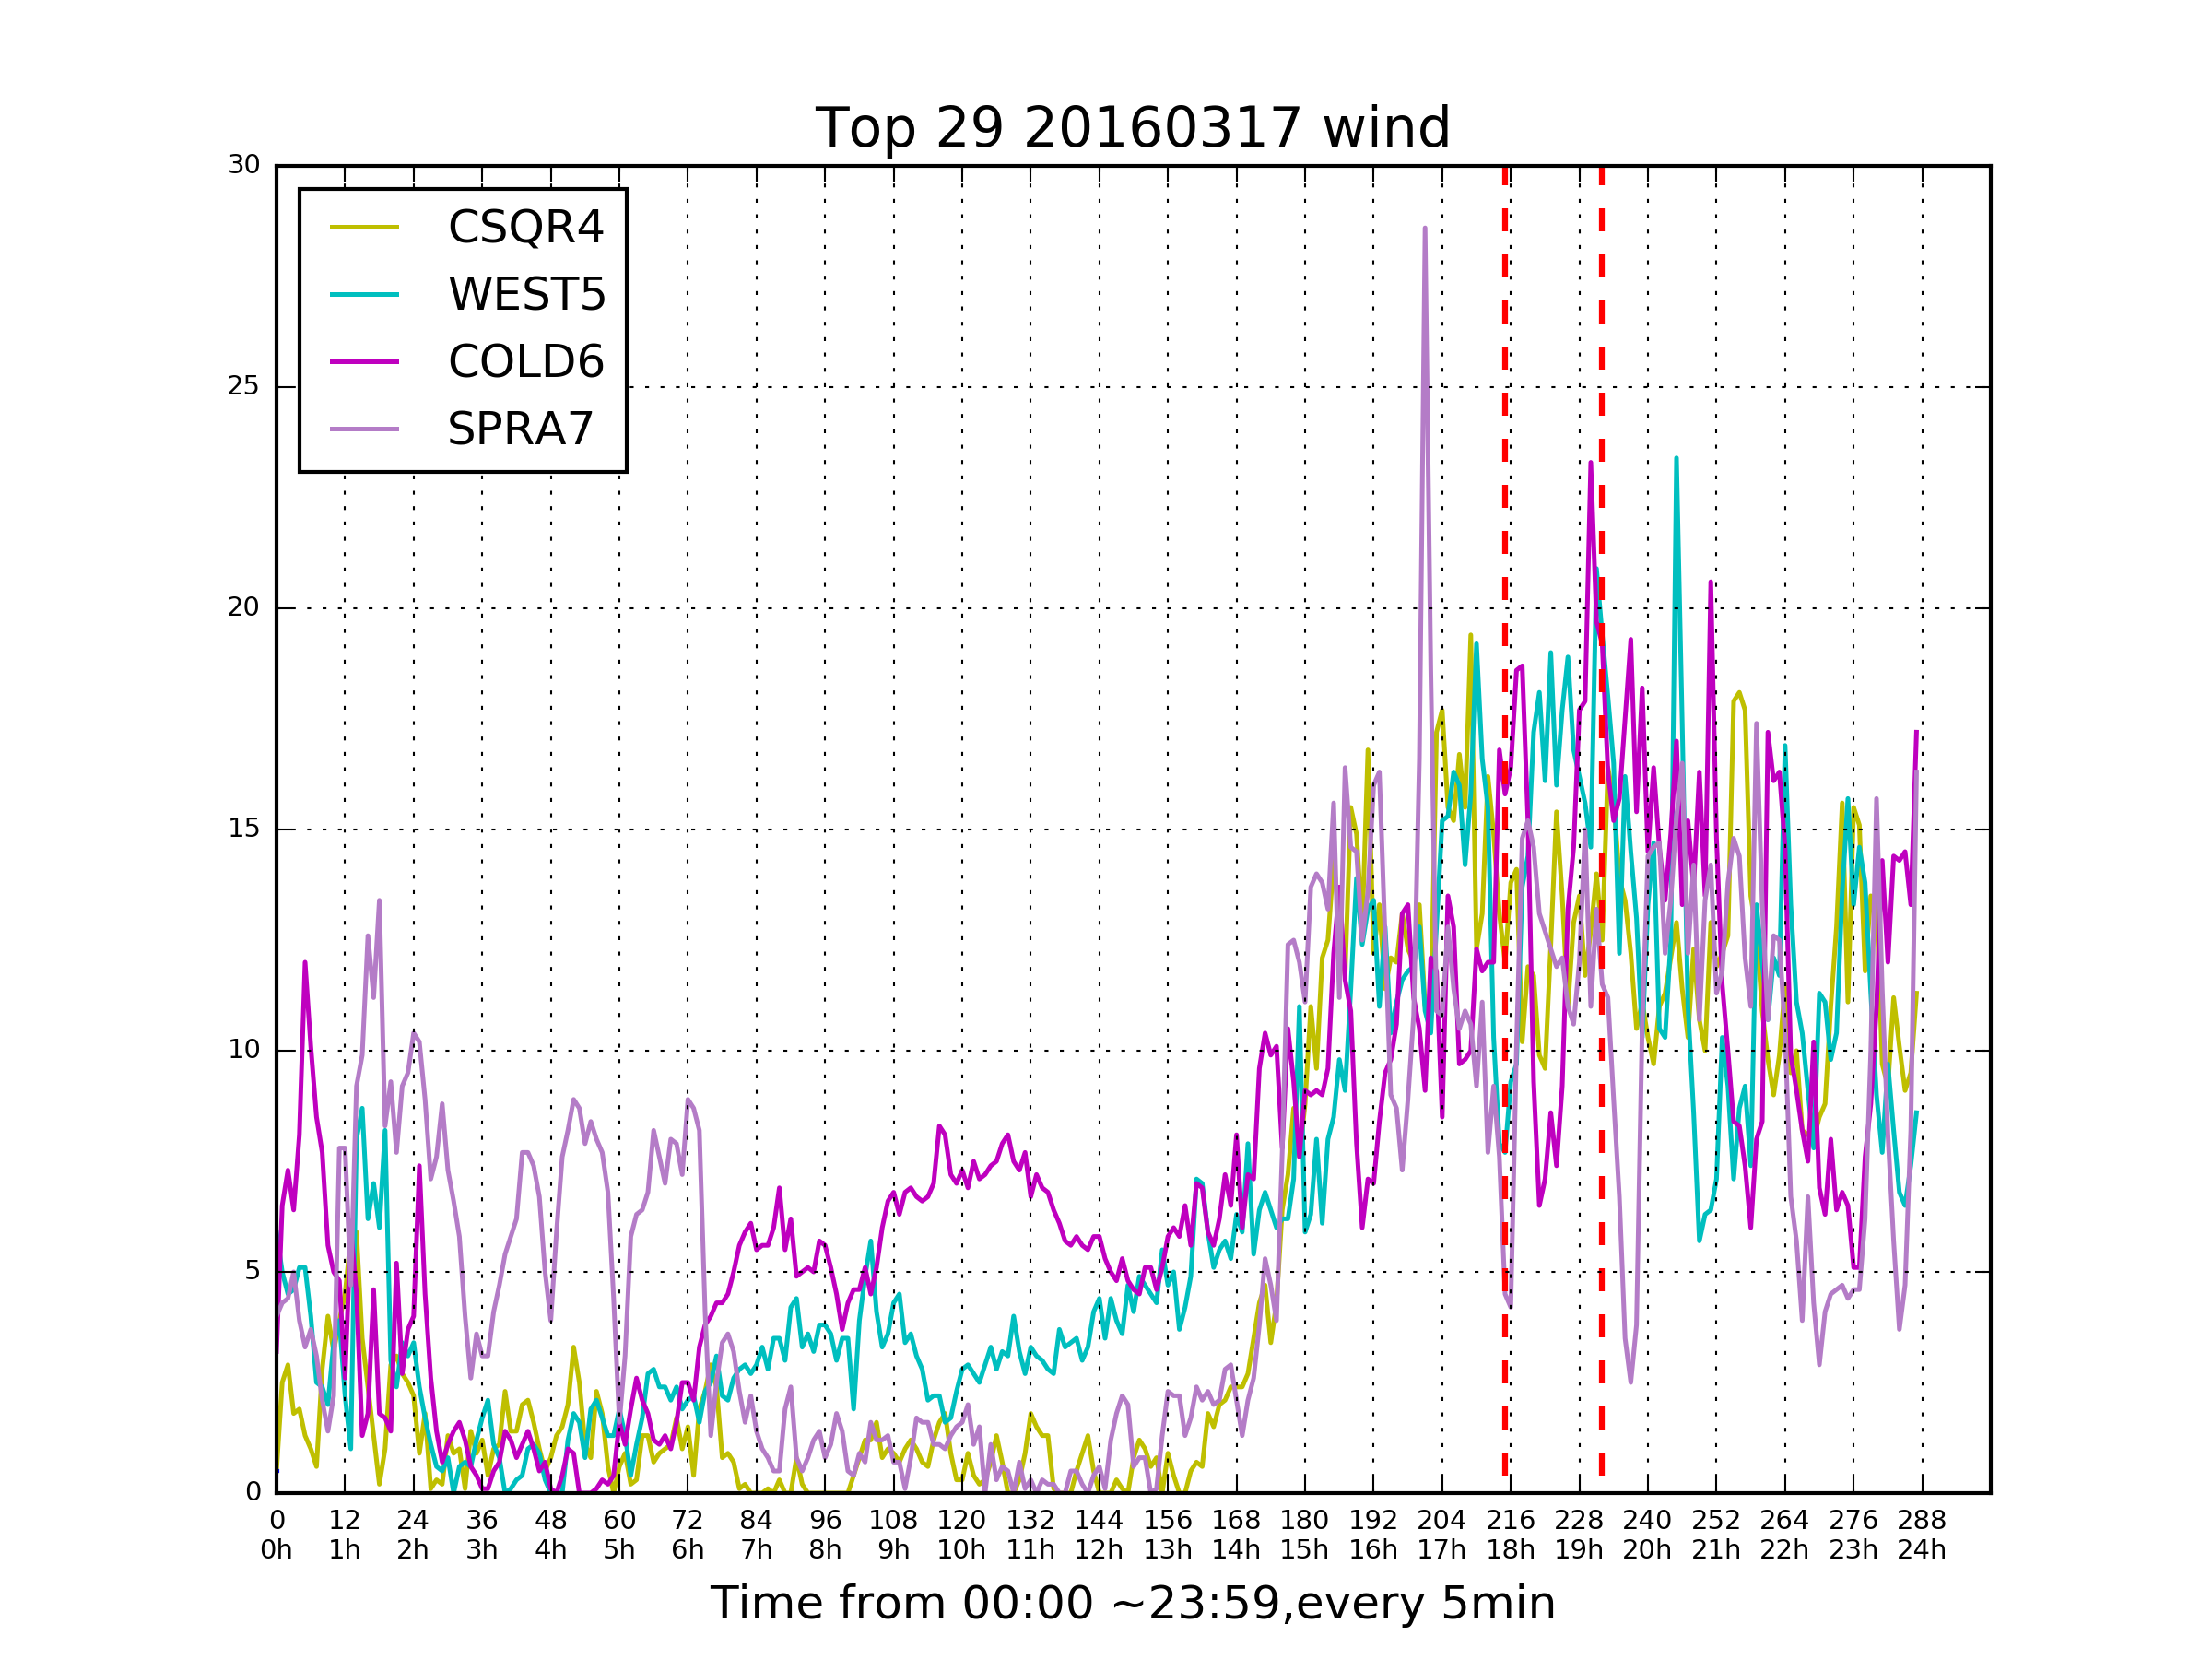 Top 29 20160317 wind
30
25
20
15
10
5
0
CSQR4
WEST5
COLD6
SPRA7
0 12 24 36 48 60 72 84 96 108 120 132 144 156 168 180 192 204 216 228 240 252 264 276 288
0h 1h 2h 3h 4h 5h 6h 7h 8h 9h 10h 11h 12h 13h 14h 15h 16h 17h 18h 19h 20h 21h 22h 23h 24h
Time from 00:00 ~23:59,every 5min